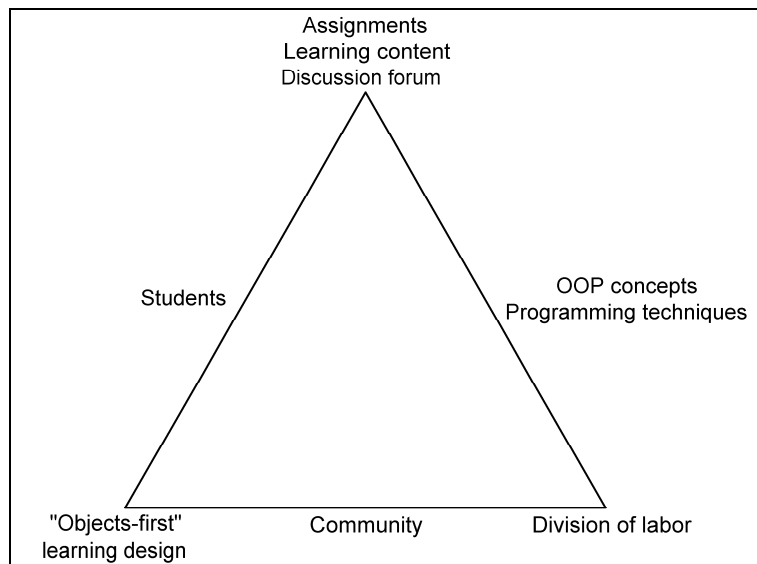 Assignments
Learning content
Discussion forum
Students
OOP concepts
Programming techniques
"Objects-first"
learning design
Community
Division of labor